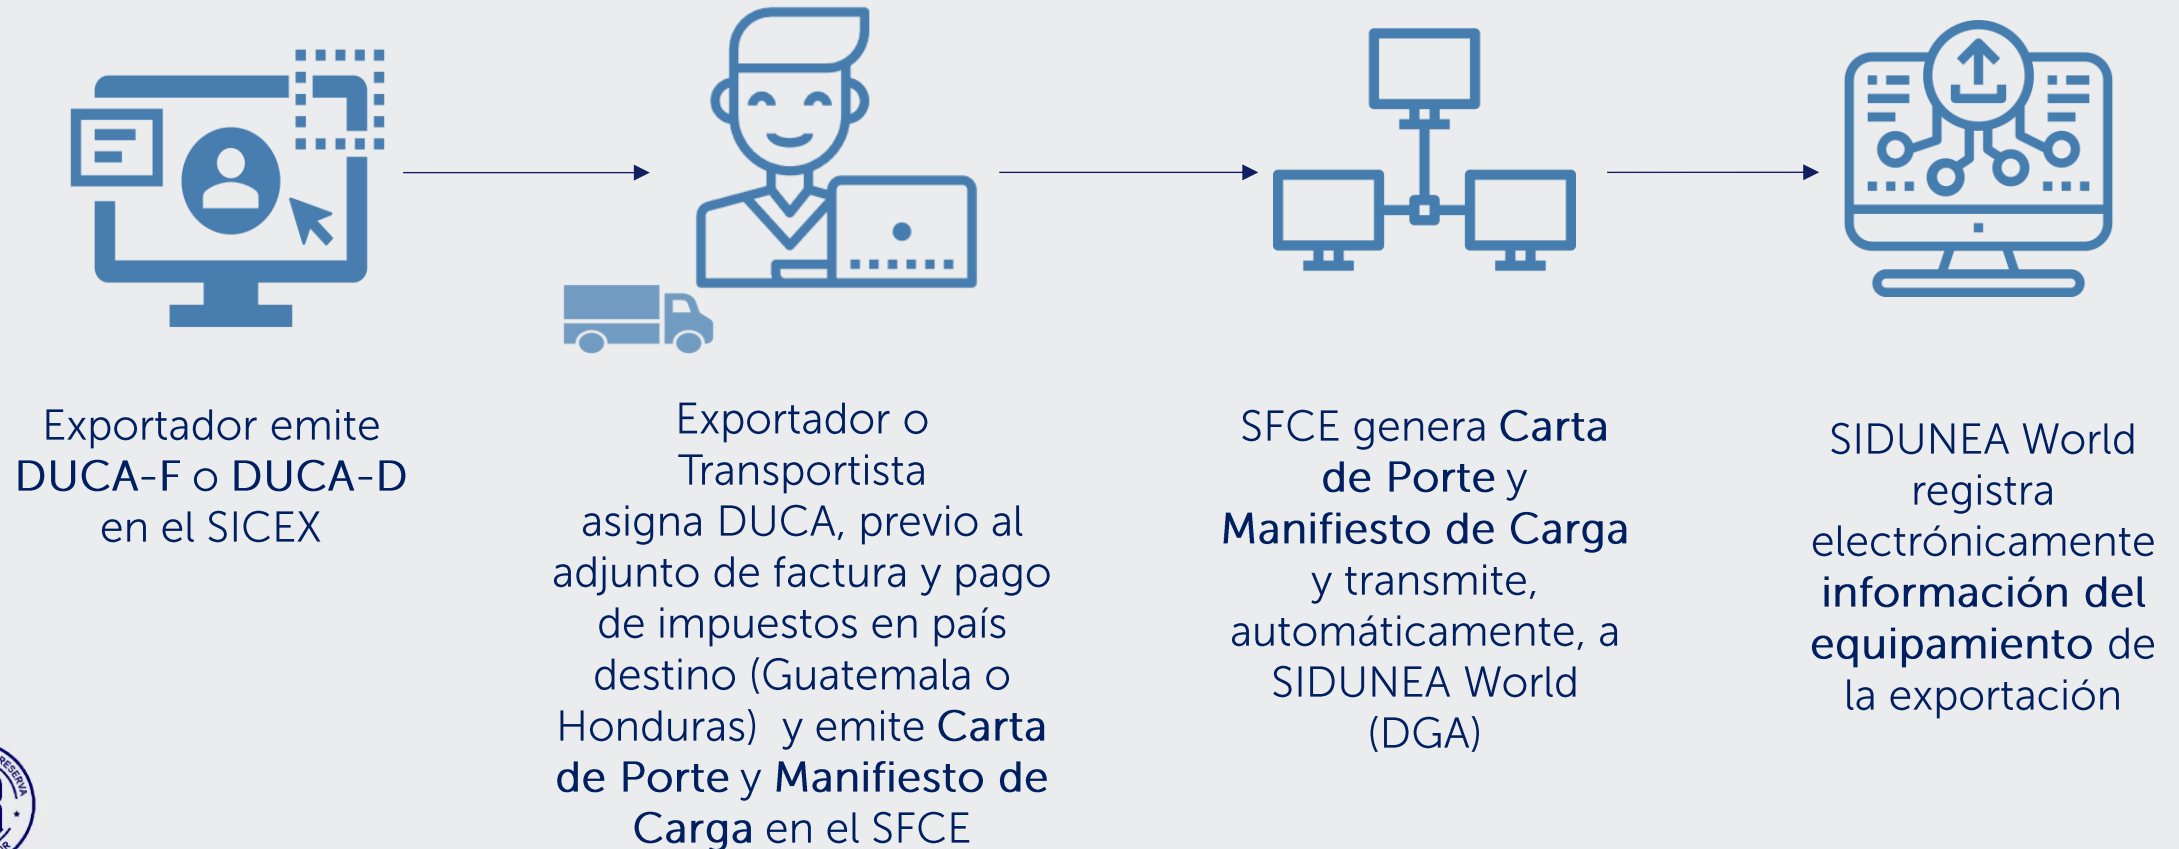 Exportador emite
DUCA-F o DUCA-D
en el SICEX
Exportador o
Transportista
asigna DUCA, previo al
adjunto de factura y pago
de impuestos en país
destino (Guatemala o
Honduras)  y emite Carta
de Porte y Manifiesto de
Carga en el SFCE
SFCE genera Carta
de Porte y
Manifiesto de Carga
y transmite,
automáticamente, a
SIDUNEA World
(DGA)
SIDUNEA World
registra
electrónicamente
información del
equipamiento de
la exportación
RESERVA